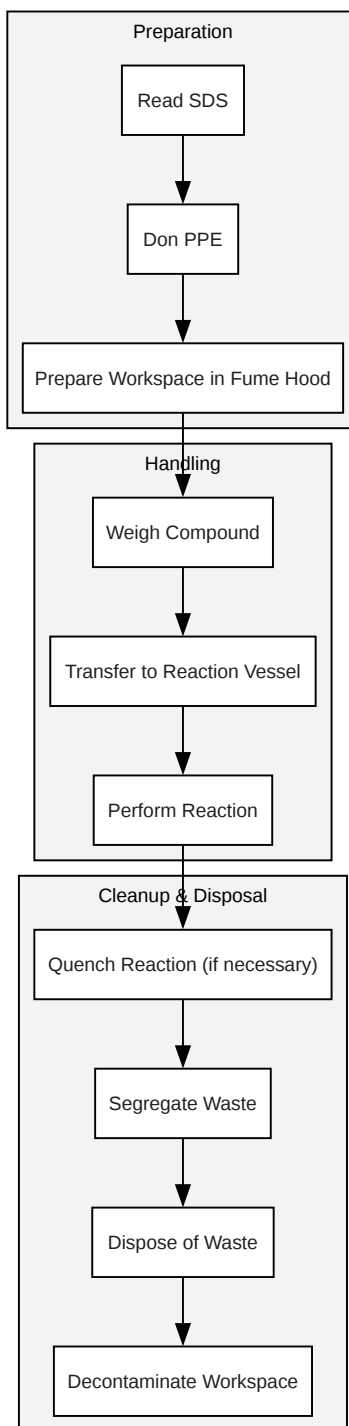 Preparation
Read SDS
Don PPE
Prepare Workspace in Fume Hood
Handling
Weigh Compound
Transfer to Reaction Vessel
Perform Reaction
Cleanup & Disposal
Quench Reaction (if necessary)
Segregate Waste
Dispose of Waste
Decontaminate Workspace